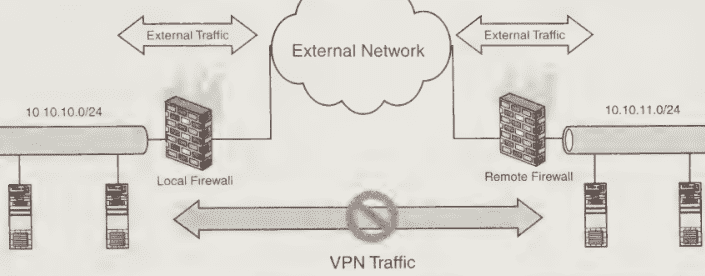 External Traffic
External Traffic
External Network
10 10.10.0/24
10.10.11.0/24
Local Firewall
Remote Firewall
VPN Traffic